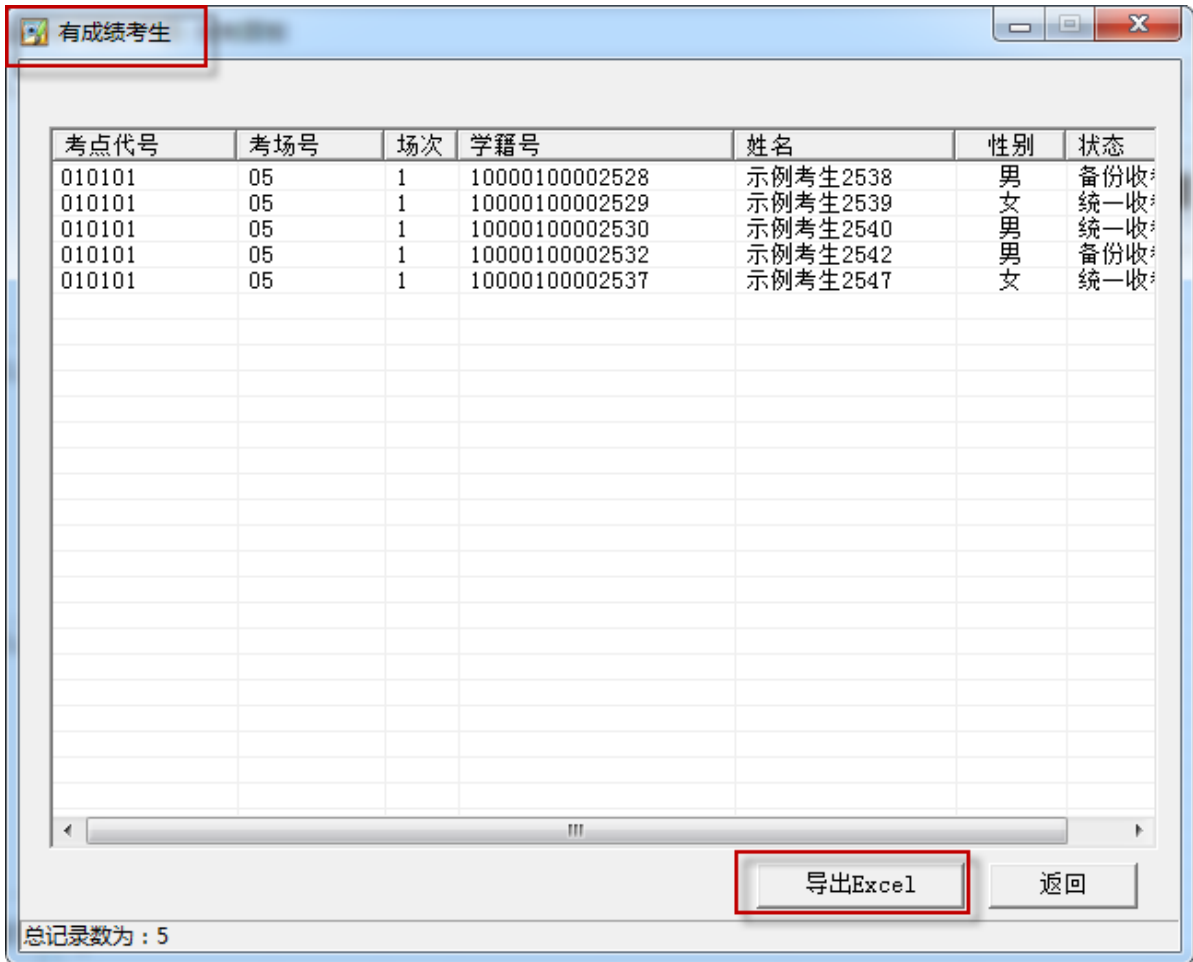 有成绩考生
考点代号 考场号 场次 学籍号 姓名 性别 状态
010101 05 1 10000100002528 示例考生2538 男 备份收
010101 05 1 10000100002529 示例考生2539 女 统一收
010101 05 1 10000100002530 示例考生2540 男 统一收
010101 05 1 10000100002532 示例考生2542 男 备份收
010101 05 1 10000100002537 示例考生2547 女 统一收
导出Excel 返回
总记录数为:5